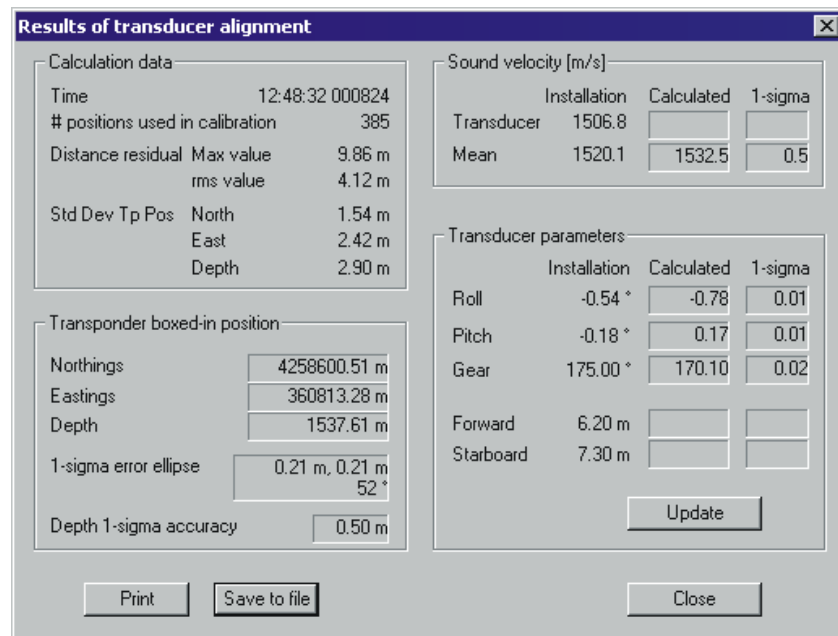 Results of transducer alignment
Calculation data
Time 12:48:32 000824
# positions used in calibration 385
Distance residual Max value 9.86 m
rms value 4.12 m
Std Dev Tp Pos North 1.54 m
East 2.42 m
Depth 2.90 m
Transponder boxed-in position
Northings 4258600.51 m
Eastings 360813.28 m
Depth 1537.61 m
1-sigma error ellipse 0.21 m, 0.21 m
52 °
Depth 1-sigma accuracy 0.50 m
Sound velocity [m/s]
Installation Calculated 1-sigma
Transducer 1506.8
Mean 1520.1 1532.5 0.5
Transducer parameters
Installation Calculated 1-sigma
Roll -0.54 ° -0.78 0.01
Pitch -0.18 ° 0.17 0.01
Gear 175.00 ° 170.10 0.02
Forward 6.20 m
Starboard 7.30 m
Update
Print Save to file Close